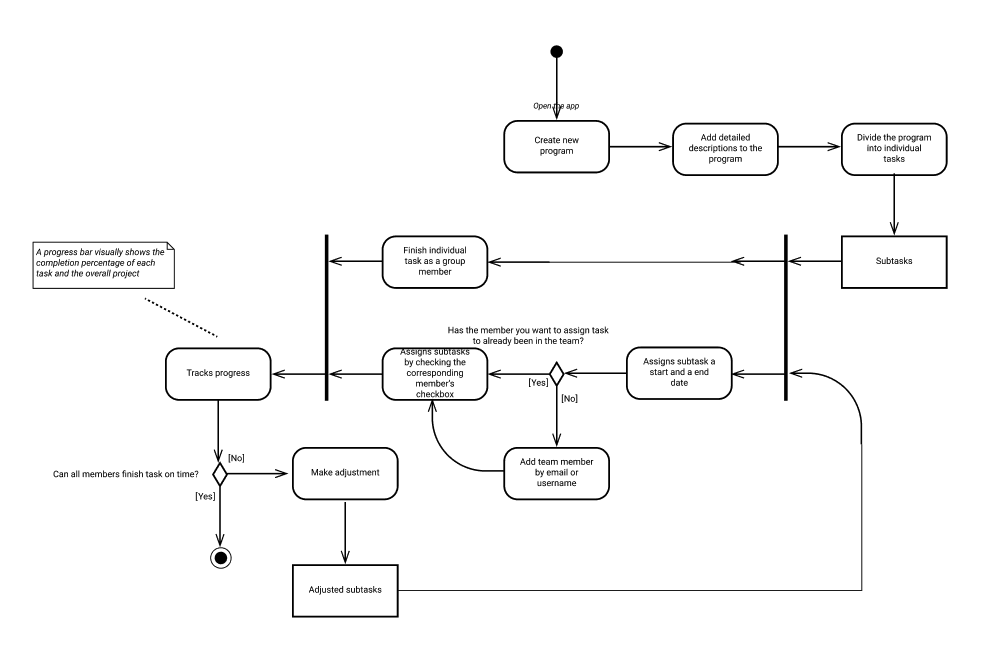 Open the app
Create new
program
Add detailed
descriptions to the
program
Divide the program
into individual
tasks
A progress bar visually shows the
completion percentage of each
task and the overall project
Finish individual
task as a group
member
Subtasks
Has the member you want to assign task
to already been in the team?
Tracks progress
Assigns subtasks
by checking the
corresponding
member's
checkbox
[Yes]
[No]
Assigns subtask a
start and a end
date
Add team member
by email or
username
Can all members finish task on time?
[No]
[Yes]
Make adjustment
Adjusted subtasks